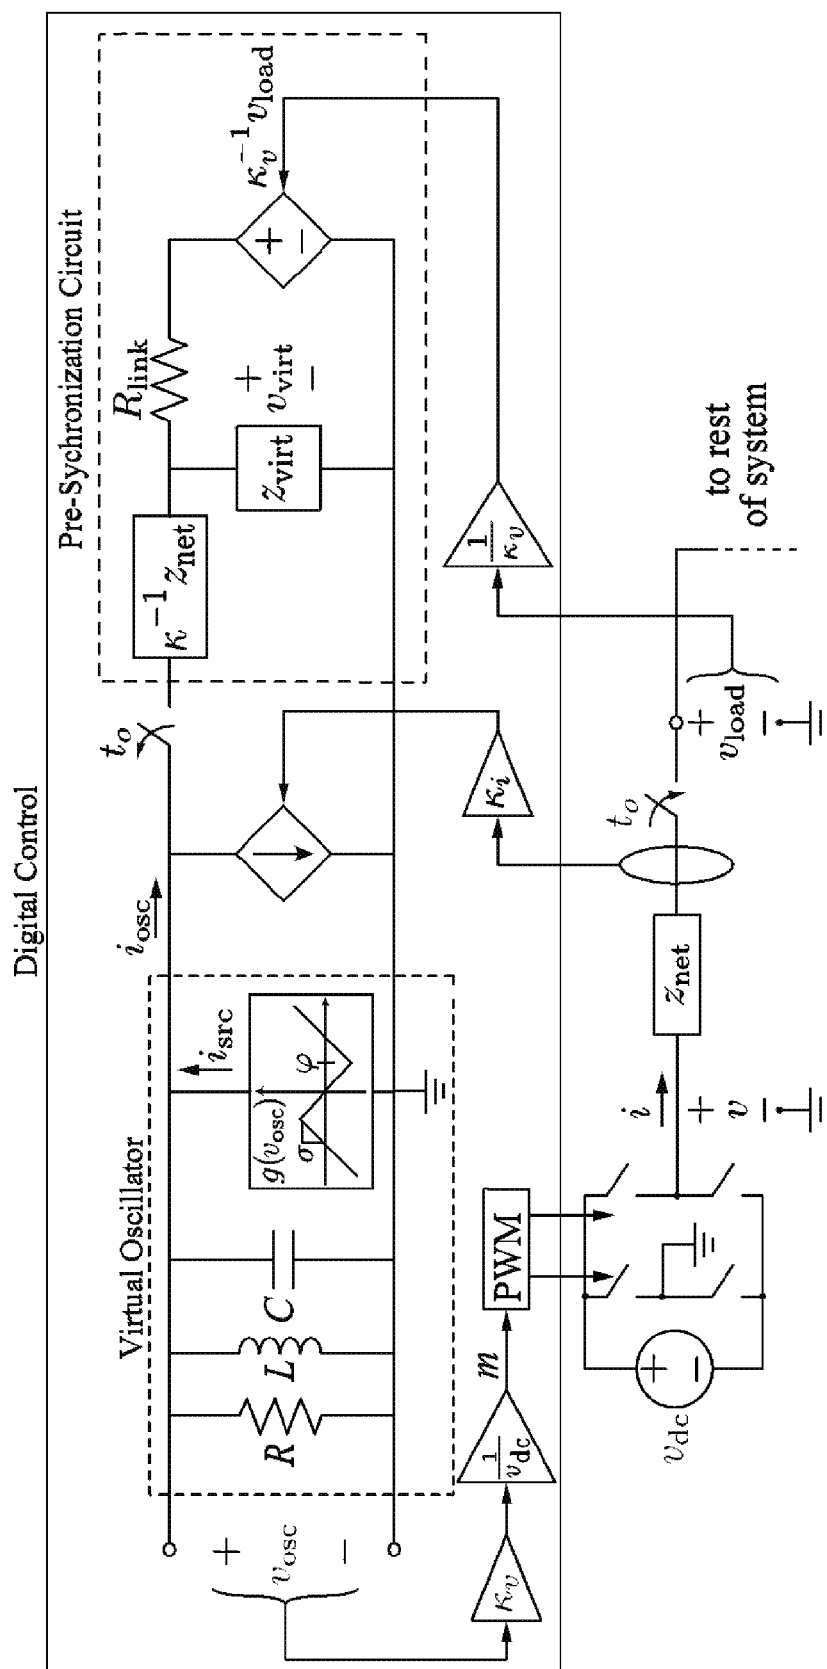 Digital Control
Virtual Oscillator
Pre-Sychronization Circuit
+
v_osc
−
R
L
C
g(v_osc)
σ
φ
i_src
i_osc
t_o
κ⁻¹ z_net
z_virt
R_link
+
v_virt
−
+
−
κ_v⁻¹ v_load
κ_v
1/v_dc
m
PWM
κ_i
1/κ_v
v_dc
+
−
i
+
v
−
z_net
t_o
+
v_load
−
to rest
of system